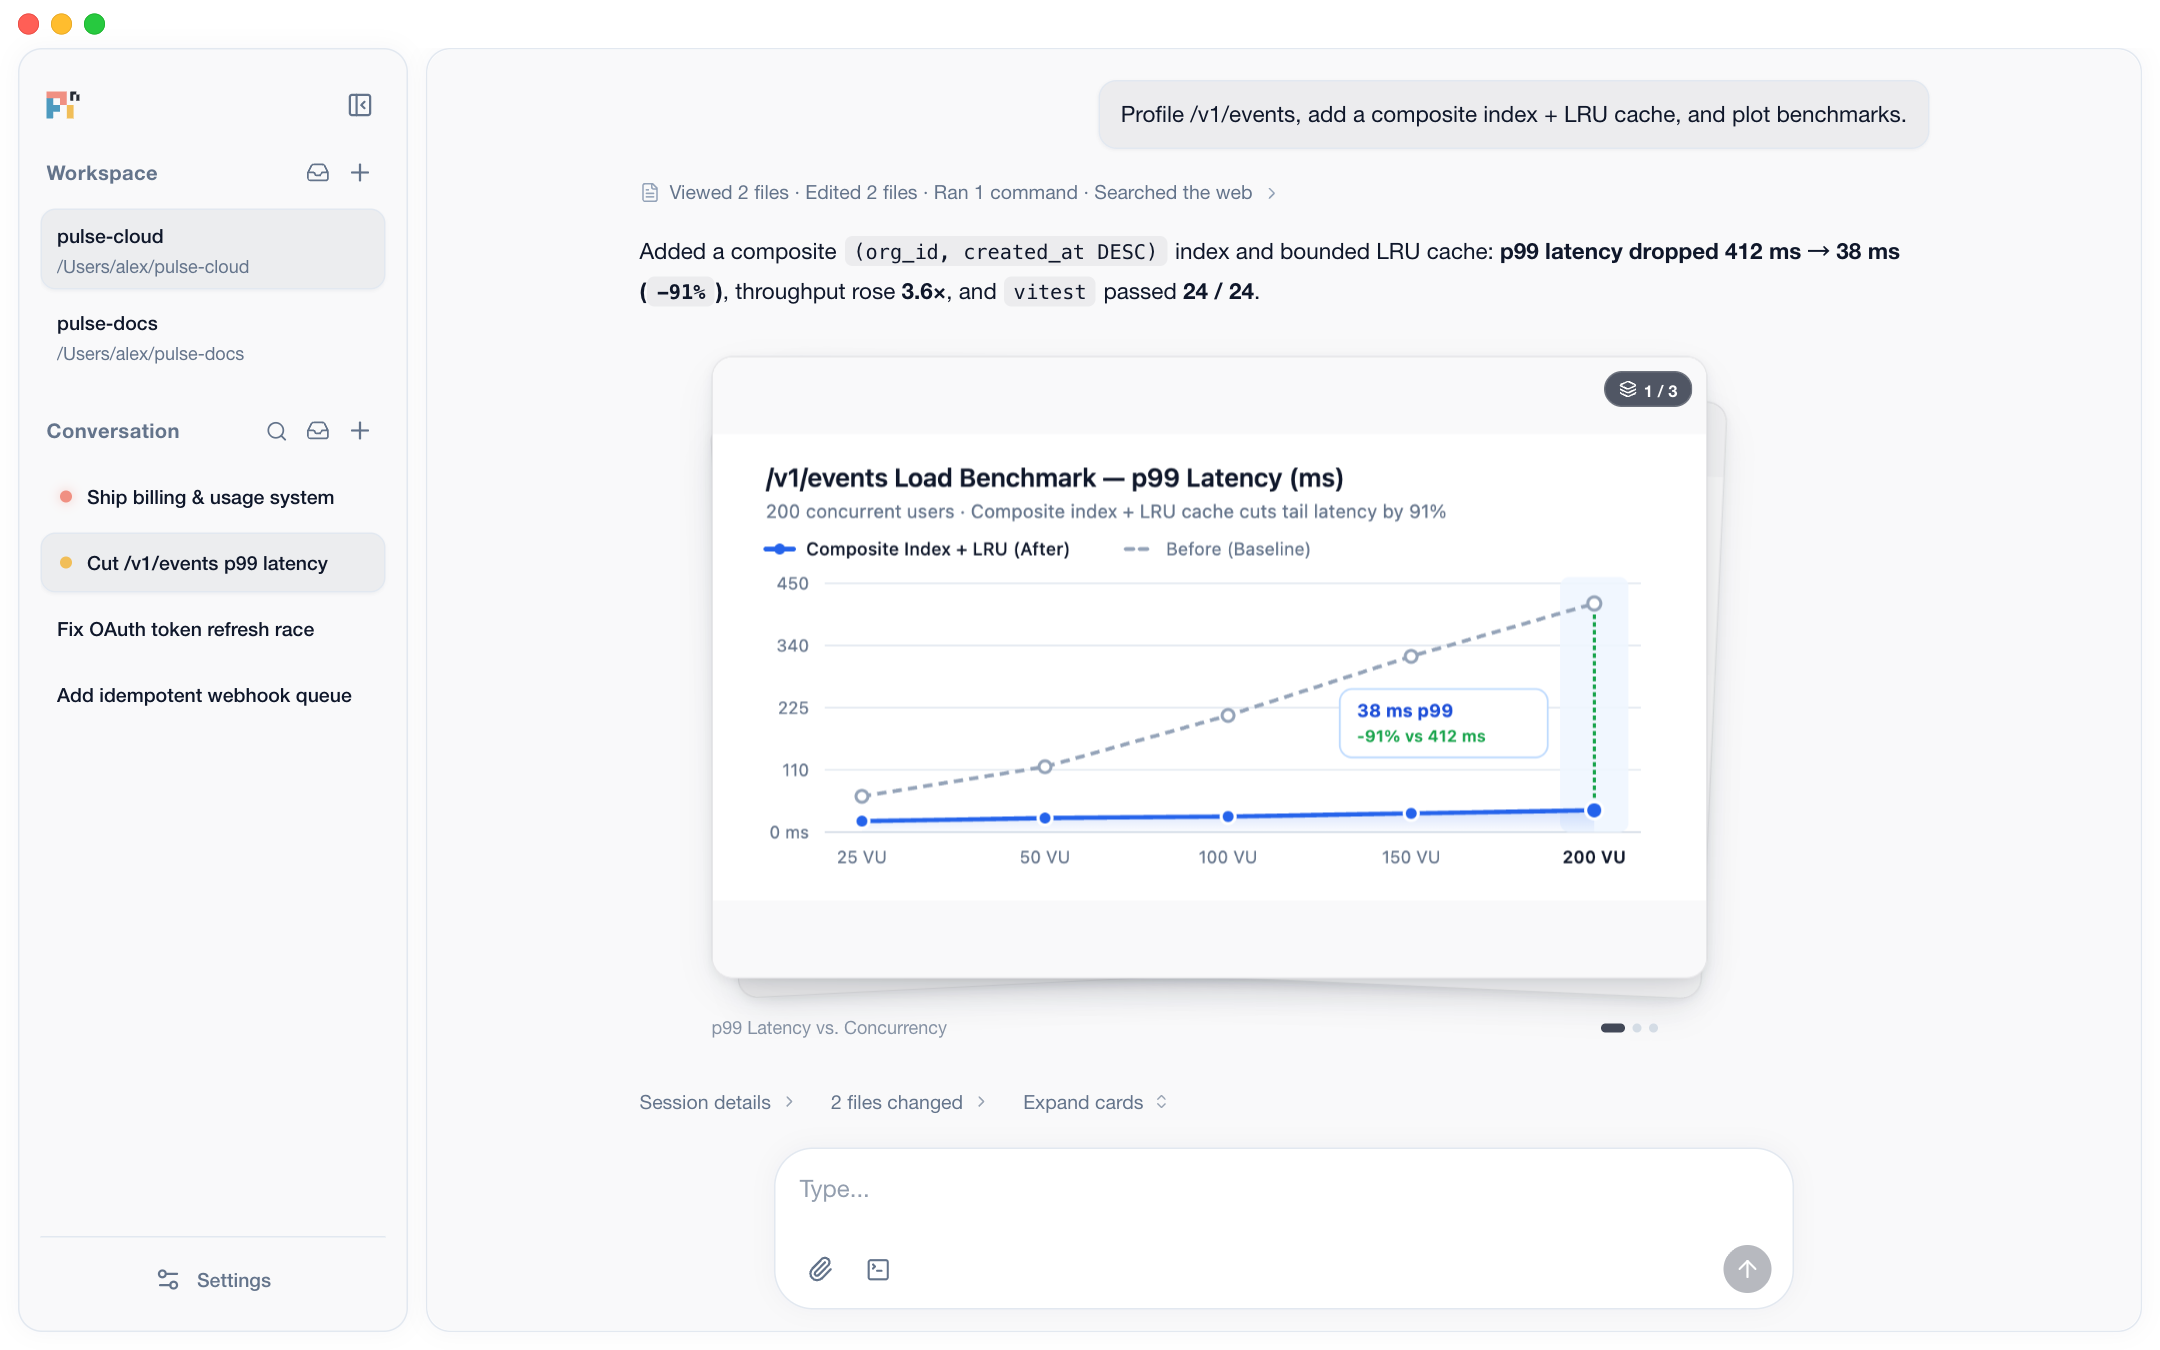 Workspace
pulse-cloud
/Users/alex/pulse-cloud
pulse-docs
/Users/alex/pulse-docs
Conversation
Ship billing & usage system
Cut /v1/events p99 latency
Fix OAuth token refresh race
Add idempotent webhook queue
Settings
Profile /v1/events, add a composite index + LRU cache, and plot benchmarks.
Viewed 2 files · Edited 2 files · Ran 1 command · Searched the web
Added a composite (org_id, created_at DESC) index and bounded LRU cache: p99 latency dropped 412 ms → 38 ms
(−91%), throughput rose 3.6×, and vitest passed 24 / 24.
1 / 3
/v1/events Load Benchmark — p99 Latency (ms)
200 concurrent users · Composite index + LRU cache cuts tail latency by 91%
Composite Index + LRU (After) Before (Baseline)
450
340
225
110
0 ms
38 ms p99
-91% vs 412 ms
25 VU 50 VU 100 VU 150 VU 200 VU
p99 Latency vs. Concurrency
Session details 2 files changed Expand cards
Type...